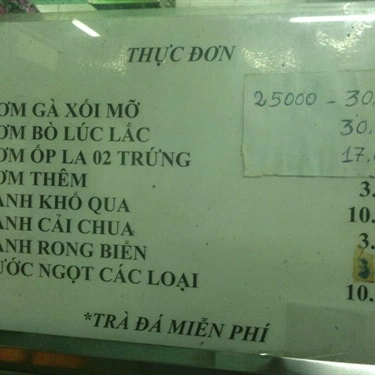 THỰC ĐƠN
ƠM GÀ XỐI MỠ 25000 - 30.
ƠM BÒ LÚC LẮC 30.
ƠM ỐP LA 02 TRỨNG 17.
ƠM THÊM 3.
ANH KHỔ QUA 10.
ANH CẢI CHUA 3.
ANH RONG BIỂN 3
ƯỚC NGỌT CÁC LOẠI 10.
*TRÀ ĐÁ MIỄN PHÍ